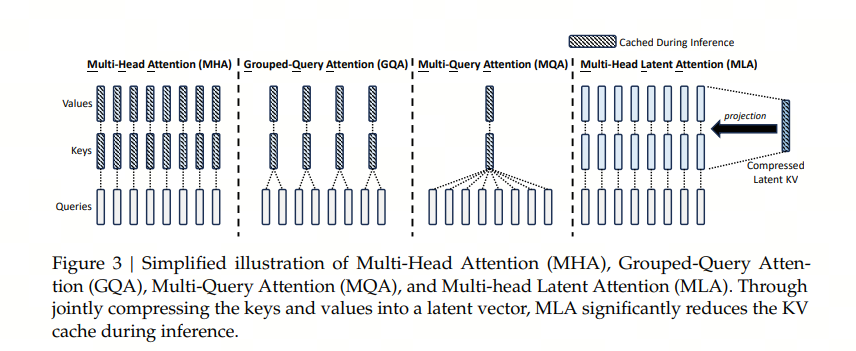 Cached During Inference
Multi-Head Attention (MHA)
Grouped-Query Attention (GQA)
Multi-Query Attention (MQA)
Multi-Head Latent Attention (MLA)
Values
Keys
Queries
projection
Compressed
Latent KV
Figure 3 | Simplified illustration of Multi-Head Attention (MHA), Grouped-Query Atten-
tion (GQA), Multi-Query Attention (MQA), and Multi-head Latent Attention (MLA). Through
jointly compressing the keys and values into a latent vector, MLA significantly reduces the KV
cache during inference.